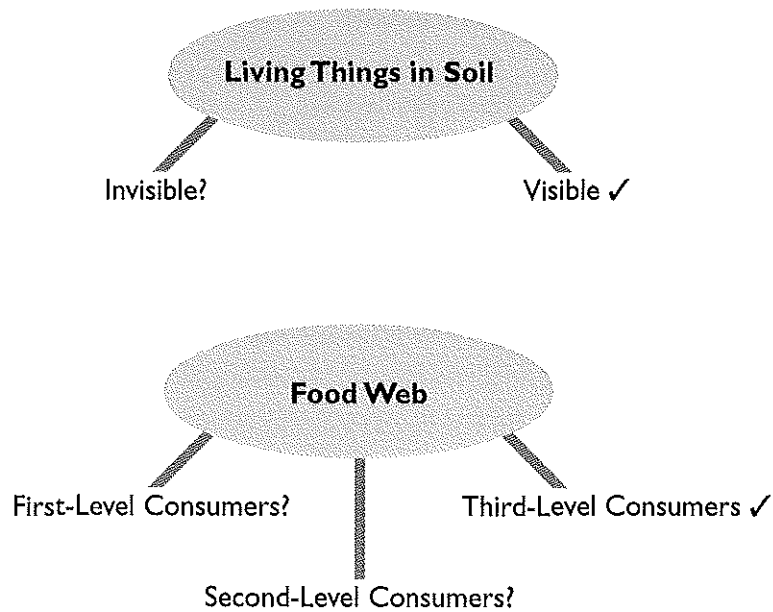 Living Things in Soil
Invisible?
Visible ✓
Food Web
First-Level Consumers?
Third-Level Consumers ✓
Second-Level Consumers?